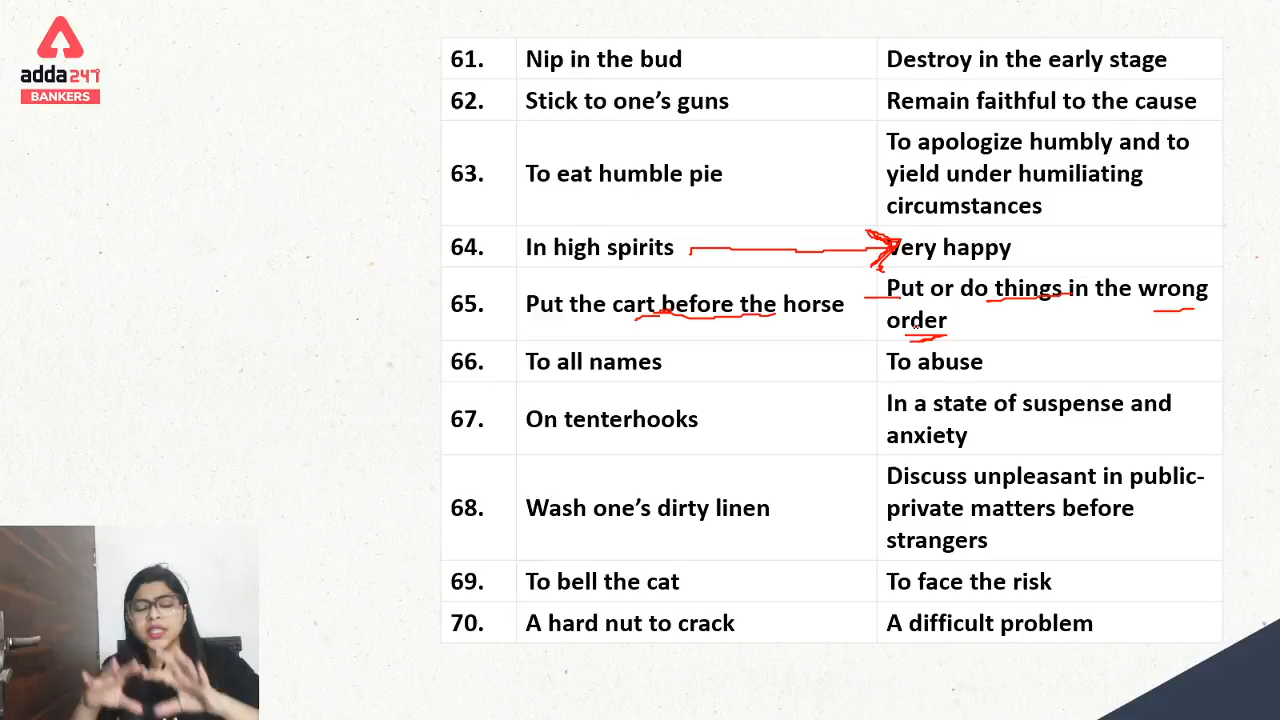 adda247
BANKERS
61. Nip in the bud Destroy in the early stage
62. Stick to one’s guns Remain faithful to the cause
63. To eat humble pie To apologize humbly and to
yield under humiliating
circumstances
64. In high spirits Very happy
65. Put the cart before the horse Put or do things in the wrong
order
66. To all names To abuse
67. On tenterhooks In a state of suspense and
anxiety
68. Wash one’s dirty linen Discuss unpleasant in public-
private matters before
strangers
69. To bell the cat To face the risk
70. A hard nut to crack A difficult problem